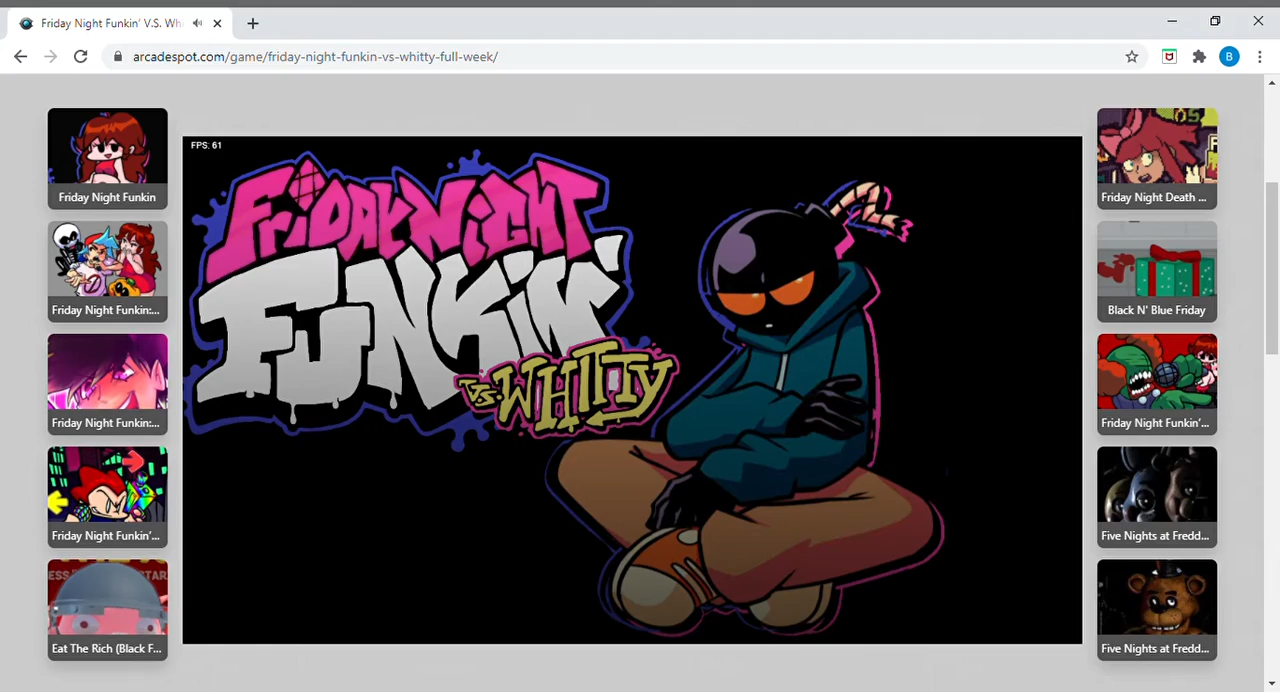 Friday Night Funkin' V.S. Wh
arcadespot.com/game/friday-night-funkin-vs-whitty-full-week/
B
FPS: 61
FRIDAY NIGHT
FUNKIN
VS. WHITTY
Friday Night Funkin
Friday Night Funkin:...
Friday Night Funkin:...
Friday Night Funkin'...
ESS
STAR
Eat The Rich (Black F...
Friday Night Death ...
Black N' Blue Friday
Friday Night Funkin'...
Five Nights at Fredd...
Five Nights at Fredd...